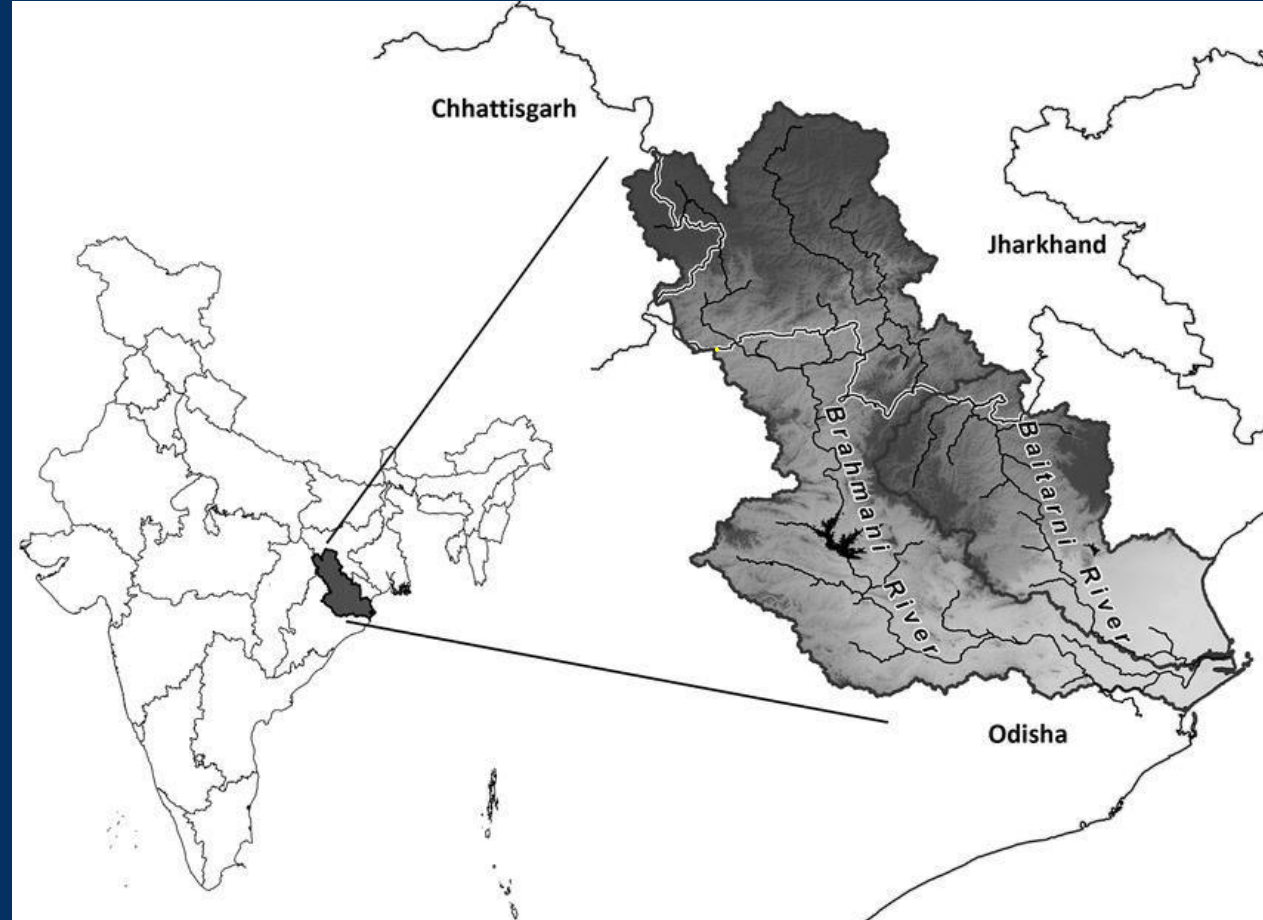 Chhattisgarh
Jharkhand
Brahmani River
Baitarni River
Odisha